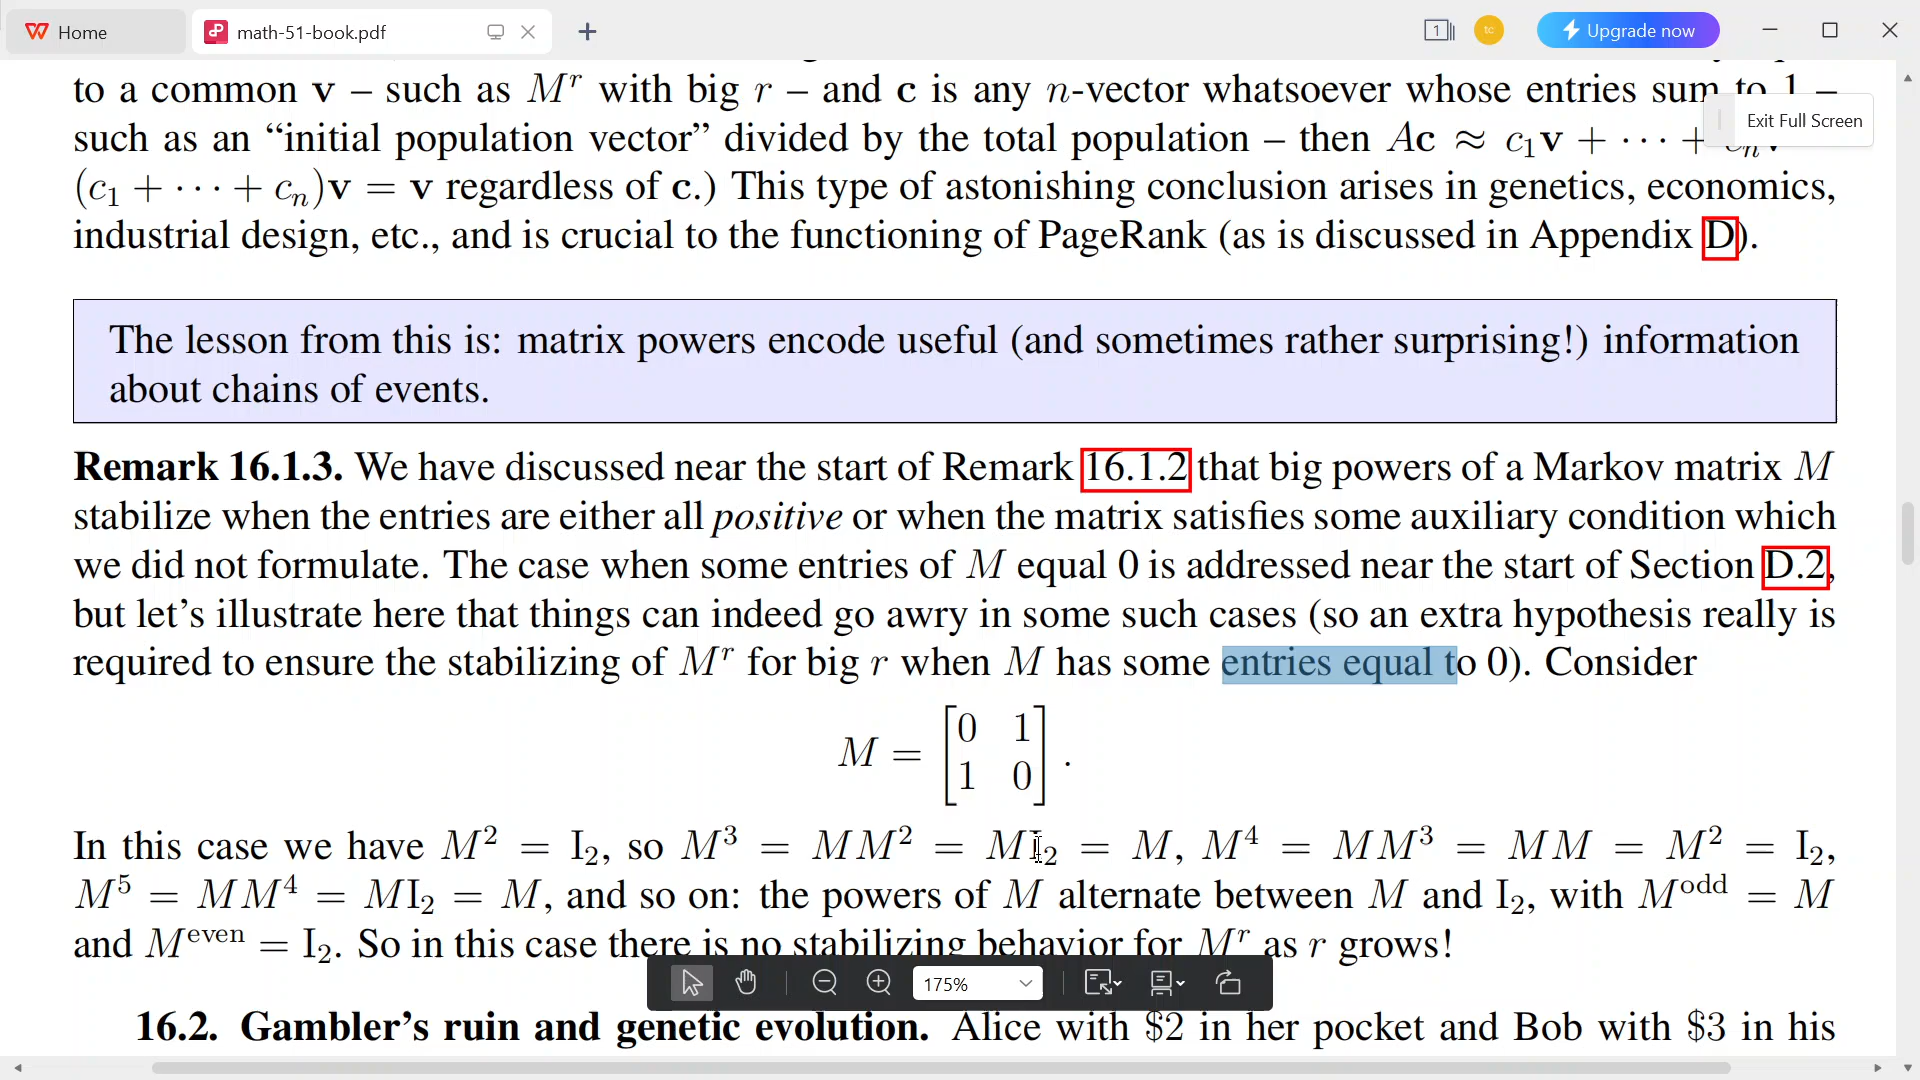 Home
math-51-book.pdf
1
tc
Upgrade now
Exit Full Screen
to a common v – such as M^r with big r – and c is any n-vector whatsoever whose entries sum to 1 –
such as an “initial population vector” divided by the total population – then Ac ≈ c₁v + ⋯ +
(c₁ + ⋯ + cₙ)v = v regardless of c.) This type of astonishing conclusion arises in genetics, economics,
industrial design, etc., and is crucial to the functioning of PageRank (as is discussed in Appendix D).
The lesson from this is: matrix powers encode useful (and sometimes rather surprising!) information
about chains of events.
Remark 16.1.3. We have discussed near the start of Remark 16.1.2 that big powers of a Markov matrix M
stabilize when the entries are either all positive or when the matrix satisfies some auxiliary condition which
we did not formulate. The case when some entries of M equal 0 is addressed near the start of Section D.2,
but let’s illustrate here that things can indeed go awry in some such cases (so an extra hypothesis really is
required to ensure the stabilizing of M^r for big r when M has some entries equal to 0). Consider
M = [0 1
1 0].
In this case we have M² = I₂, so M³ = MM² = MI₂ = M, M⁴ = MM³ = MM = M² = I₂,
M⁵ = MM⁴ = MI₂ = M, and so on: the powers of M alternate between M and I₂, with M^odd = M
and M^even = I₂. So in this case there is no stabilizing behavior for M^r as r grows!
175%
16.2. Gambler’s ruin and genetic evolution. Alice with $2 in her pocket and Bob with $3 in his